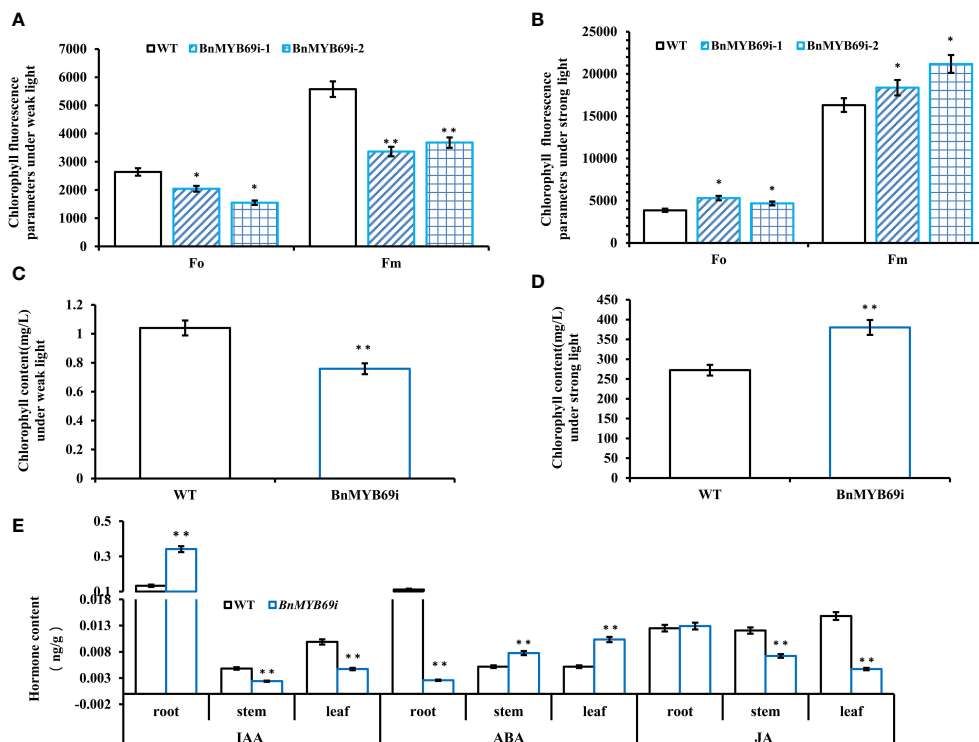 A
WT BnMYB69i-1 BnMYB69i-2
Chlorophyll fluorescence
parameters under weak light
7000
6000
5000
4000
3000
2000
1000
0
* * ** **
Fo Fm
B
WT BnMYB69i-1 BnMYB69i-2
Chlorophyll fluorescence
parameters under strong light
25000
20000
15000
10000
5000
0
* * * *
Fo Fm
C
Chlorophyll content(mg/L)
under weak light
1.2
1
0.8
0.6
0.4
0.2
0
**
WT BnMYB69i
D
Chlorophyll content(mg/L)
under strong light
450
400
350
300
250
200
150
100
50
0
**
WT BnMYB69i
E
WT BnMYB69i
Hormone content
( ng/g )
0.5
0.3
0.1
0.018
0.013
0.008
0.003
-0.002
** ** ** ** ** ** ** **
root stem leaf root stem leaf root stem leaf
IAA ABA JA